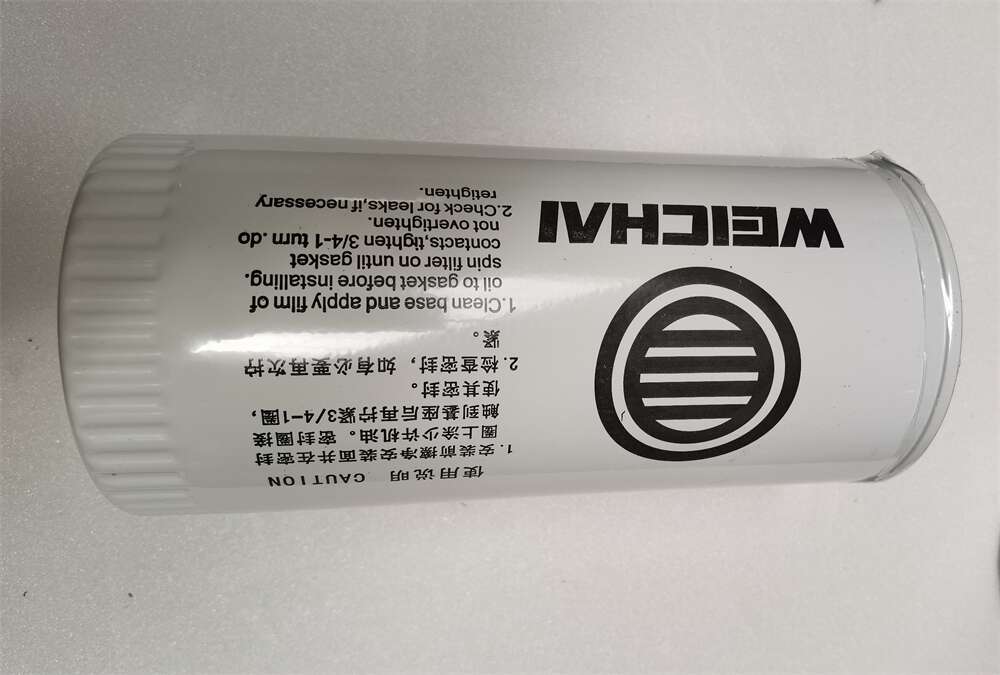 WEICHAI
使用说明 CAUTION
1.安装前擦净安装面并在密封
圈上涂少许机油。密封圈接
触到基座后再拧紧3/4-1圈,
使其密封。
2.检查密封，如有必要再次拧
紧。
1.Clean base and apply film of
oil to gasket before installing.
spin filter on until gasket
contacts,tighten 3/4-1 turn.do
not overtighten.
2.Check for leaks,if necessary
retighten.